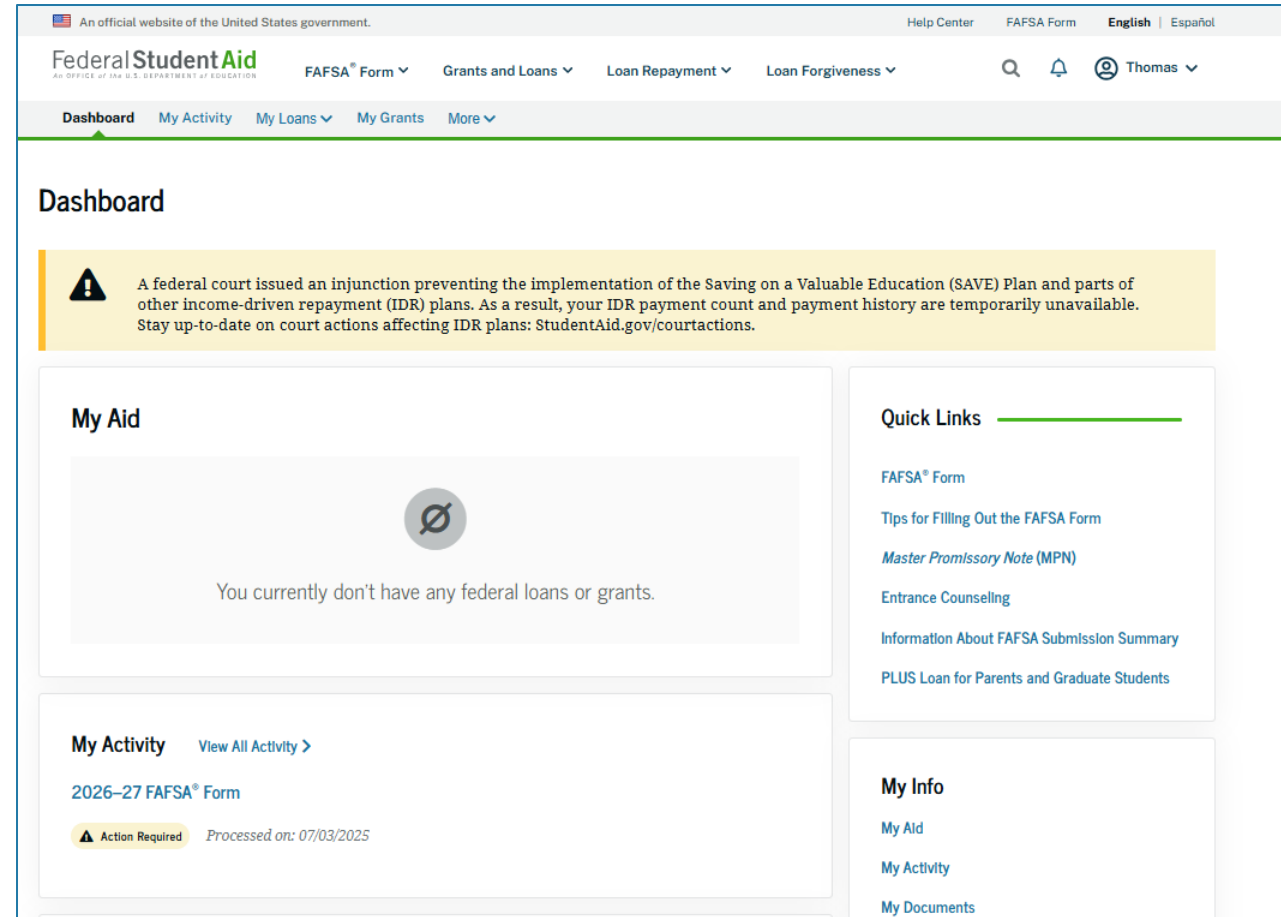 An official website of the United States government.
Help Center FAFSA Form English | Español
Federal Student Aid
An OFFICE of the U.S. DEPARTMENT of EDUCATION
FAFSA® Form Grants and Loans Loan Repayment Loan Forgiveness Thomas
Dashboard My Activity My Loans My Grants More
Dashboard
A federal court issued an injunction preventing the implementation of the Saving on a Valuable Education (SAVE) Plan and parts of
other income-driven repayment (IDR) plans. As a result, your IDR payment count and payment history are temporarily unavailable.
Stay up-to-date on court actions affecting IDR plans: StudentAid.gov/courtactions.
My Aid
You currently don't have any federal loans or grants.
My Activity View All Activity
2026–27 FAFSA® Form
Action Required Processed on: 07/03/2025
Quick Links
FAFSA® Form
Tips for Filling Out the FAFSA Form
Master Promissory Note (MPN)
Entrance Counseling
Information About FAFSA Submission Summary
PLUS Loan for Parents and Graduate Students
My Info
My Aid
My Activity
My Documents